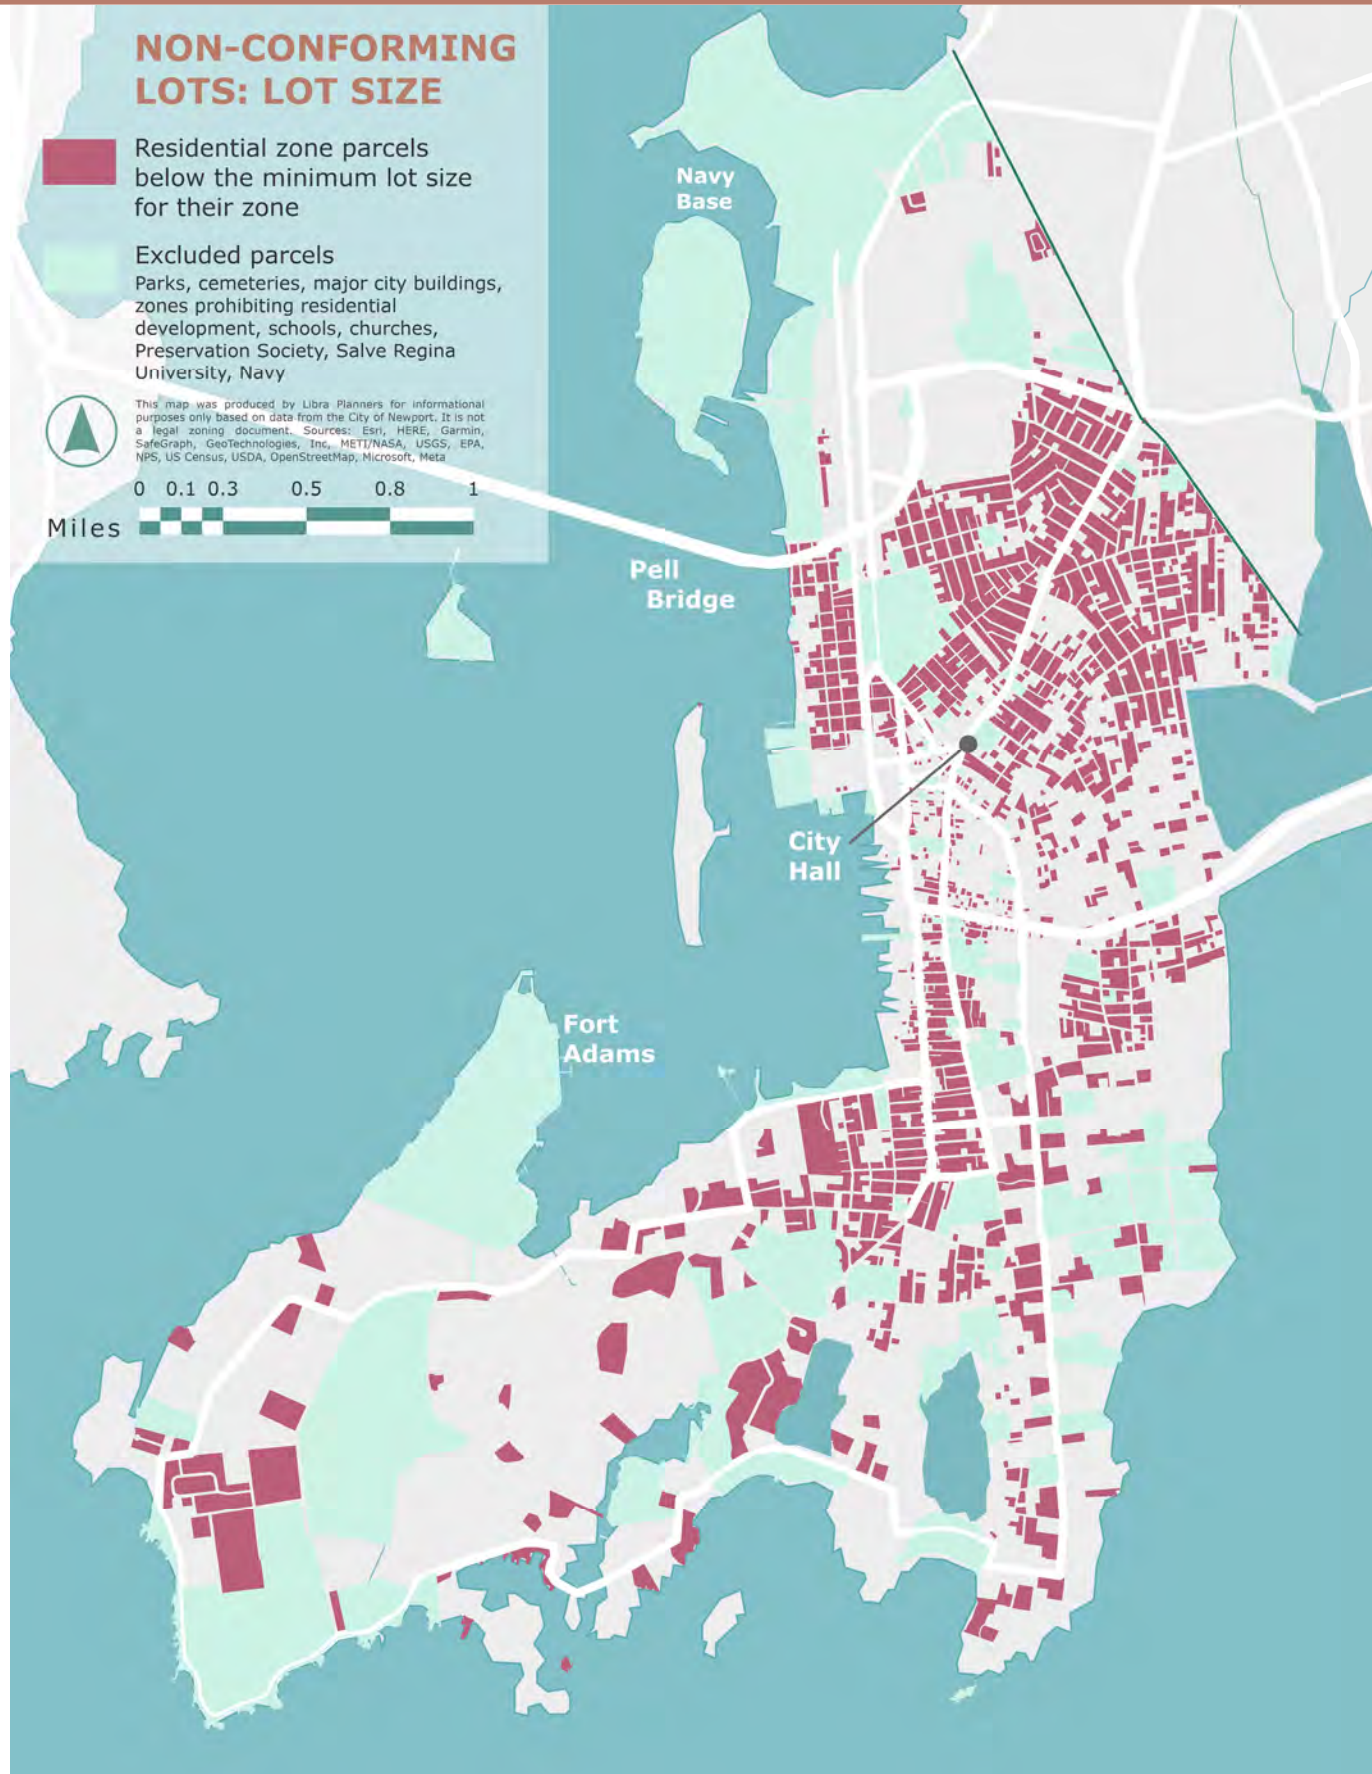 NON-CONFORMING
LOTS: LOT SIZE
Residential zone parcels
below the minimum lot size
for their zone
Excluded parcels
Parks, cemeteries, major city buildings,
zones prohibiting residential
development, schools, churches,
Preservation Society, Salve Regina
University, Navy
This map was produced by Libra Planners for informational
purposes only based on data from the City of Newport. It is not
a legal zoning document. Sources: Esri, HERE, Garmin,
SafeGraph, GeoTechnologies, Inc, METI/NASA, USGS, EPA,
NPS, US Census, USDA, OpenStreetMap, Microsoft, Meta
0 0.1 0.3 0.5 0.8 1
Miles
Navy
Base
Pell
Bridge
City
Hall
Fort
Adams